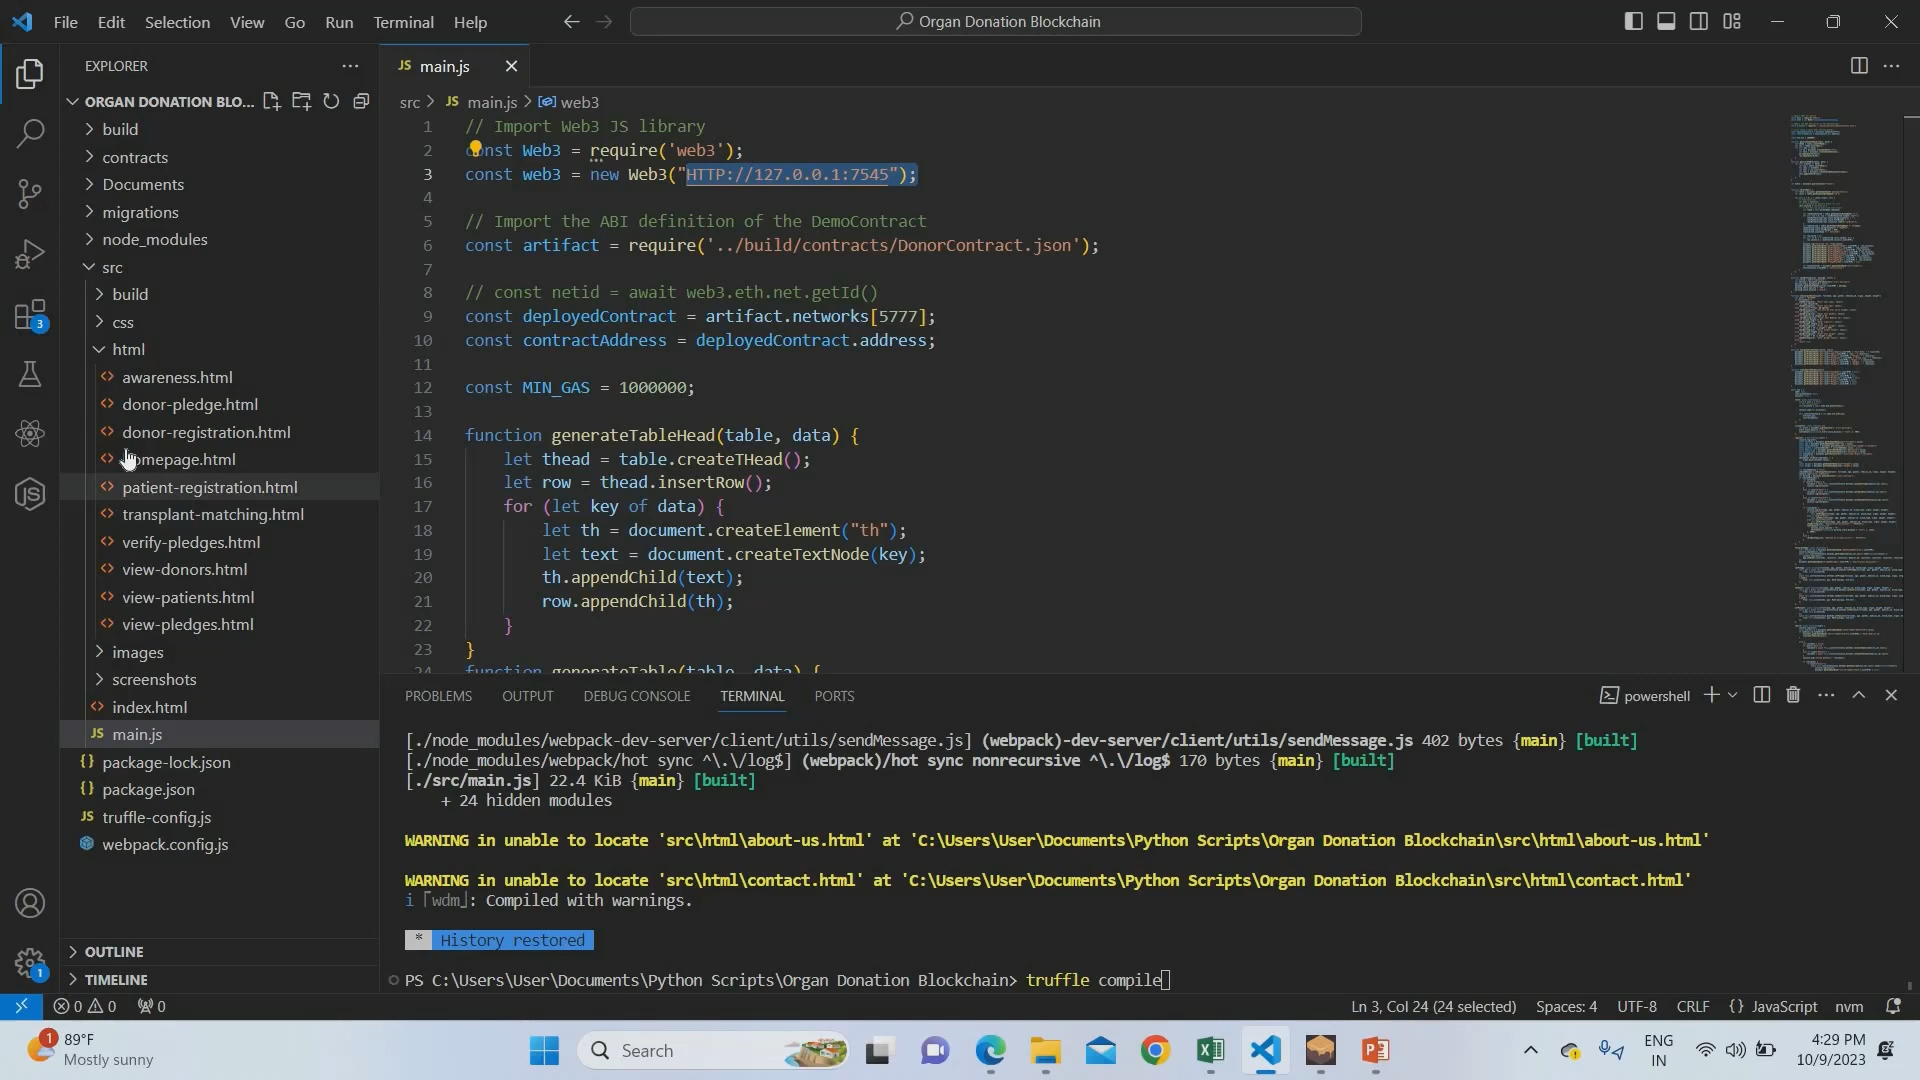 File Edit Selection View Go Run Terminal Help
Organ Donation Blockchain
EXPLORER
ORGAN DONATION BLO...
build
contracts
Documents
migrations
node_modules
src
build
css
html
awareness.html
donor-pledge.html
donor-registration.html
omepage.html
patient-registration.html
transplant-matching.html
verify-pledges.html
view-donors.html
view-patients.html
view-pledges.html
images
screenshots
index.html
JS main.js
{} package-lock.json
{} package.json
JS truffle-config.js
webpack.config.js
OUTLINE
TIMELINE
3
1
JS main.js
src > JS main.js > web3
1 // Import Web3 JS library
2 const Web3 = require('web3');
3 const web3 = new Web3("HTTP://127.0.0.1:7545");
4
5 // Import the ABI definition of the DemoContract
6 const artifact = require('../build/contracts/DonorContract.json');
7
8 // const netid = await web3.eth.net.getId()
9 const deployedContract = artifact.networks[5777];
10 const contractAddress = deployedContract.address;
11
12 const MIN_GAS = 1000000;
13
14 function generateTableHead(table, data) {
15 let thead = table.createTHead();
16 let row = thead.insertRow();
17 for (let key of data) {
18 let th = document.createElement("th");
19 let text = document.createTextNode(key);
20 th.appendChild(text);
21 row.appendChild(th);
22 }
23 }
24 function generateTable(table, data) {
PROBLEMS OUTPUT DEBUG CONSOLE TERMINAL PORTS
powershell
[./node_modules/webpack-dev-server/client/utils/sendMessage.js] (webpack)-dev-server/client/utils/sendMessage.js 402 bytes {main} [built]
[./node_modules/webpack/hot sync ^\.\/log$] (webpack)/hot sync nonrecursive ^\.\/log$ 170 bytes {main} [built]
[./src/main.js] 22.4 KiB {main} [built]
+ 24 hidden modules
WARNING in unable to locate 'src\html\about-us.html' at 'C:\Users\User\Documents\Python Scripts\Organ Donation Blockchain\src\html\about-us.html'
WARNING in unable to locate 'src\html\contact.html' at 'C:\Users\User\Documents\Python Scripts\Organ Donation Blockchain\src\html\contact.html'
i ｢wdm｣: Compiled with warnings.
* History restored
PS C:\Users\User\Documents\Python Scripts\Organ Donation Blockchain> truffle compile
0 0 0
Ln 3, Col 24 (24 selected) Spaces: 4 UTF-8 CRLF {} JavaScript nvm
1 89°F
Mostly sunny
Search
ENG
IN
4:29 PM
10/9/2023